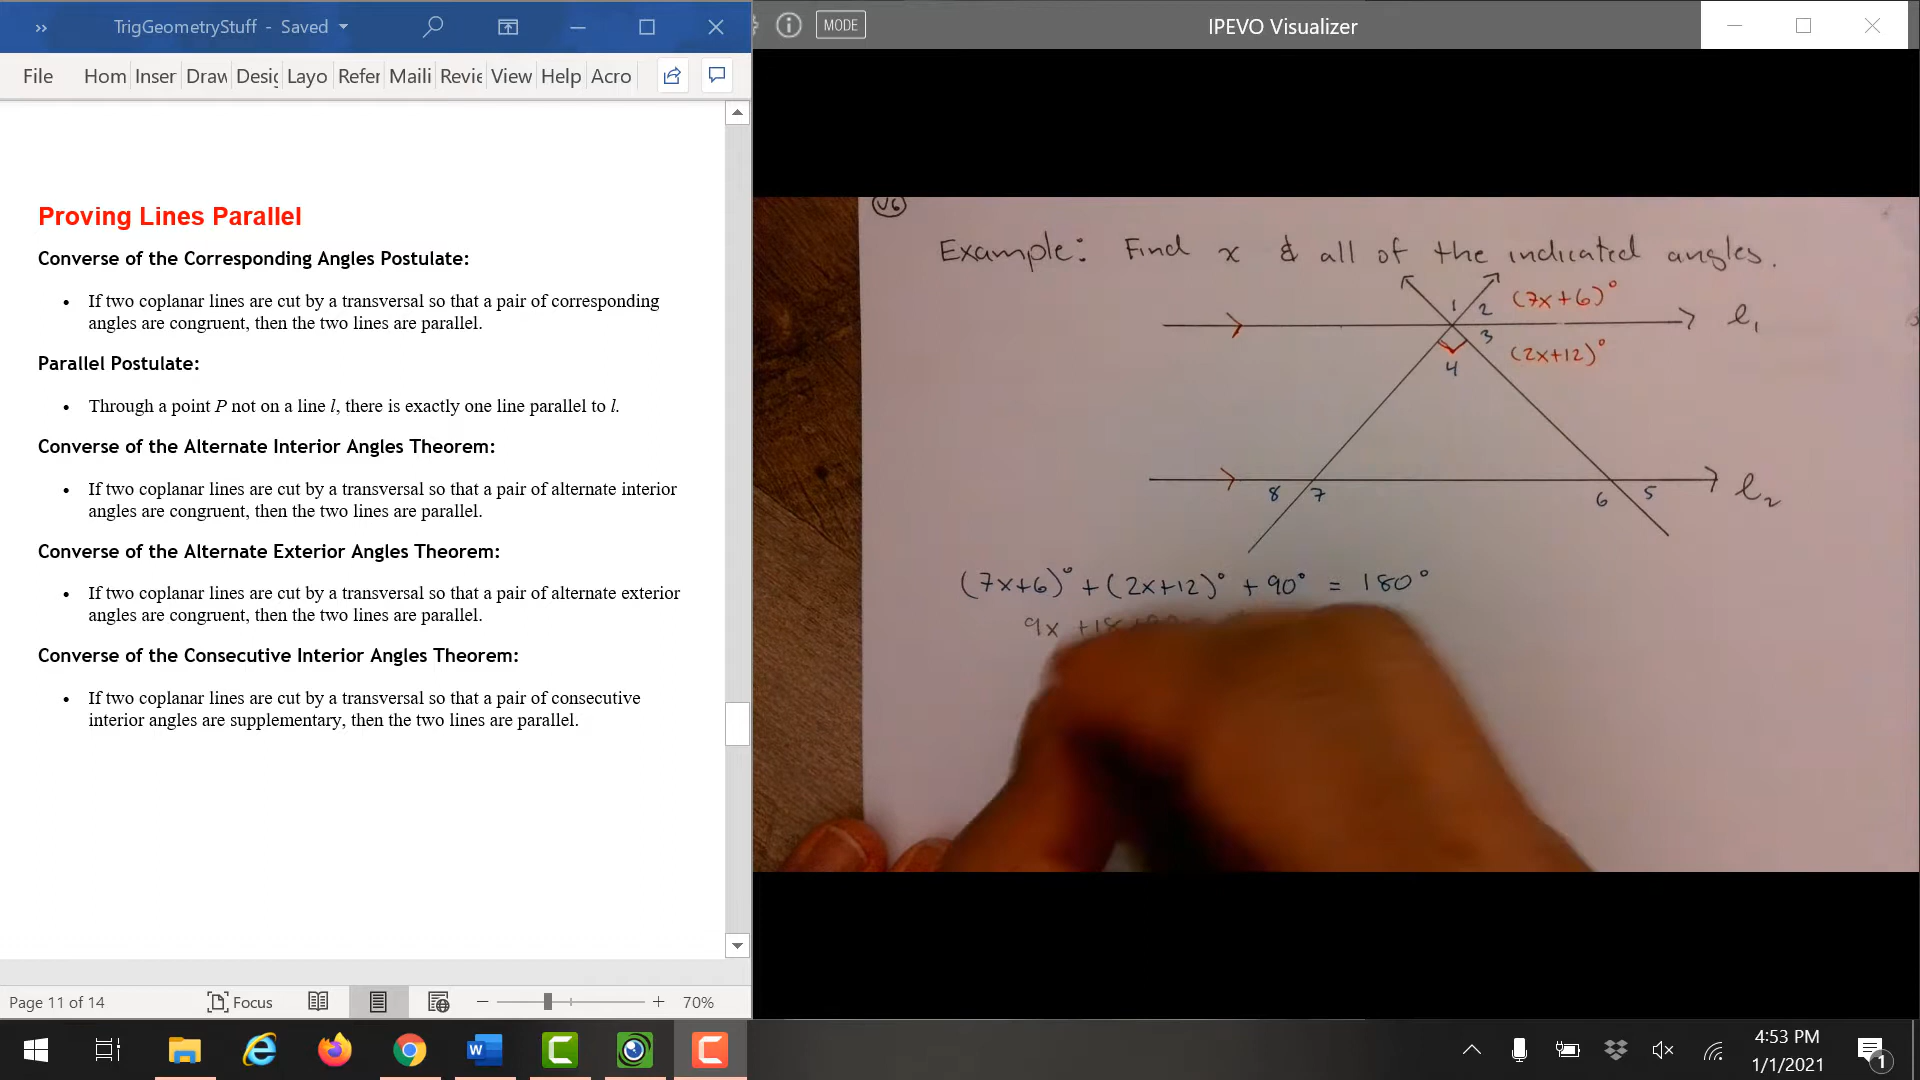 » TrigGeometryStuff - Saved
MODE
IPEVO Visualizer
File Hom Inser Draw Desig Layo Refer Maili Revie View Help Acro
Proving Lines Parallel
Converse of the Corresponding Angles Postulate:
• If two coplanar lines are cut by a transversal so that a pair of corresponding
angles are congruent, then the two lines are parallel.
Parallel Postulate:
• Through a point P not on a line l, there is exactly one line parallel to l.
Converse of the Alternate Interior Angles Theorem:
• If two coplanar lines are cut by a transversal so that a pair of alternate interior
angles are congruent, then the two lines are parallel.
Converse of the Alternate Exterior Angles Theorem:
• If two coplanar lines are cut by a transversal so that a pair of alternate exterior
angles are congruent, then the two lines are parallel.
Converse of the Consecutive Interior Angles Theorem:
• If two coplanar lines are cut by a transversal so that a pair of consecutive
interior angles are supplementary, then the two lines are parallel.
V6
Example: Find x & all of the indicated angles.
1 2 (7x+6)°
l₁
3 (2x+12)°
4
8 7 6 5 l₂
(7x+6)° + (2x+12)° + 90° = 180°
9x + 18
Page 11 of 14
Focus
70%
4:53 PM
1/1/2021
1